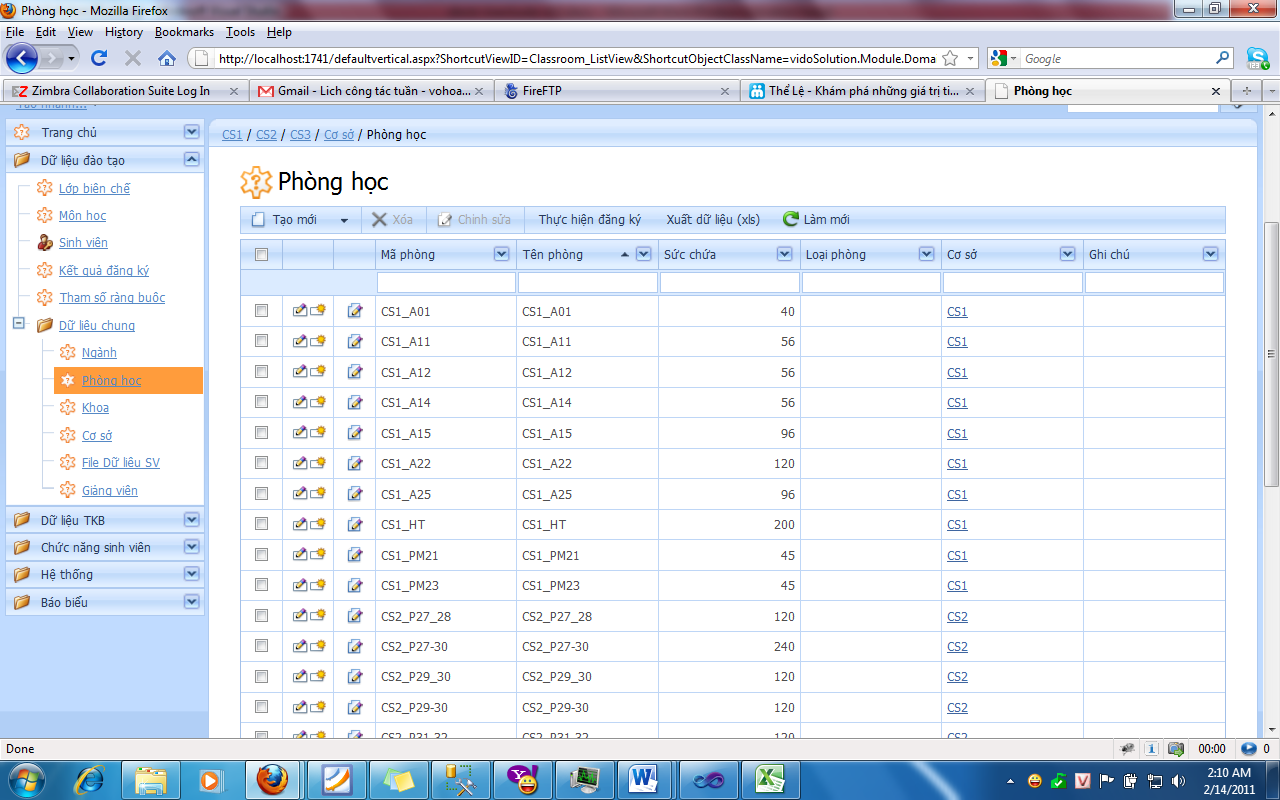 Phòng học - Mozilla Firefox
File Edit View History Bookmarks Tools Help
http://localhost:1741/defaultvertical.aspx?ShortcutViewID=Classroom_ListView&ShortcutObjectClassName=vidoSolution.Module.Doma
Google
Zimbra Collaboration Suite Log In
Gmail - Lich công tác tuần - vohoa...
FireFTP
Thể Lệ - Khám phá những giá trị ti...
Phòng học
Trang chủ
Dữ liệu đào tạo
Lớp biên chế
Môn học
Sinh viên
Kết quả đăng ký
Tham số ràng buộc
Dữ liệu chung
Ngành
Phòng học
Khoa
Cơ sở
File Dữ liệu SV
Giảng viên
Dữ liệu TKB
Chức năng sinh viên
Hệ thống
Báo biểu
CS1 / CS2 / CS3 / Cơ sở / Phòng học
Phòng học
Tạo mới Xóa Chỉnh sửa Thực hiện đăng ký Xuất dữ liệu (xls) Làm mới
Mã phòng Tên phòng Sức chứa Loại phòng Cơ sở Ghi chú
CS1_A01 CS1_A01 40 CS1
CS1_A11 CS1_A11 56 CS1
CS1_A12 CS1_A12 56 CS1
CS1_A14 CS1_A14 56 CS1
CS1_A15 CS1_A15 96 CS1
CS1_A22 CS1_A22 120 CS1
CS1_A25 CS1_A25 96 CS1
CS1_HT CS1_HT 200 CS1
CS1_PM21 CS1_PM21 45 CS1
CS1_PM23 CS1_PM23 45 CS1
CS2_P27_28 CS2_P27_28 120 CS2
CS2_P27-30 CS2_P27-30 240 CS2
CS2_P29_30 CS2_P29_30 120 CS2
CS2_P29-30 CS2_P29-30 120 CS2
Done
00:00
0
2:10 AM
2/14/2011